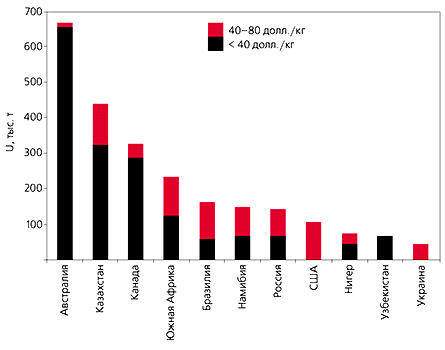 700
600
500
400
300
200
100
U, тыс. т
40–80 долл./кг
< 40 долл./кг
Австралия
Казахстан
Канада
Южная Африка
Бразилия
Намибия
Россия
США
Нигер
Узбекистан
Украина